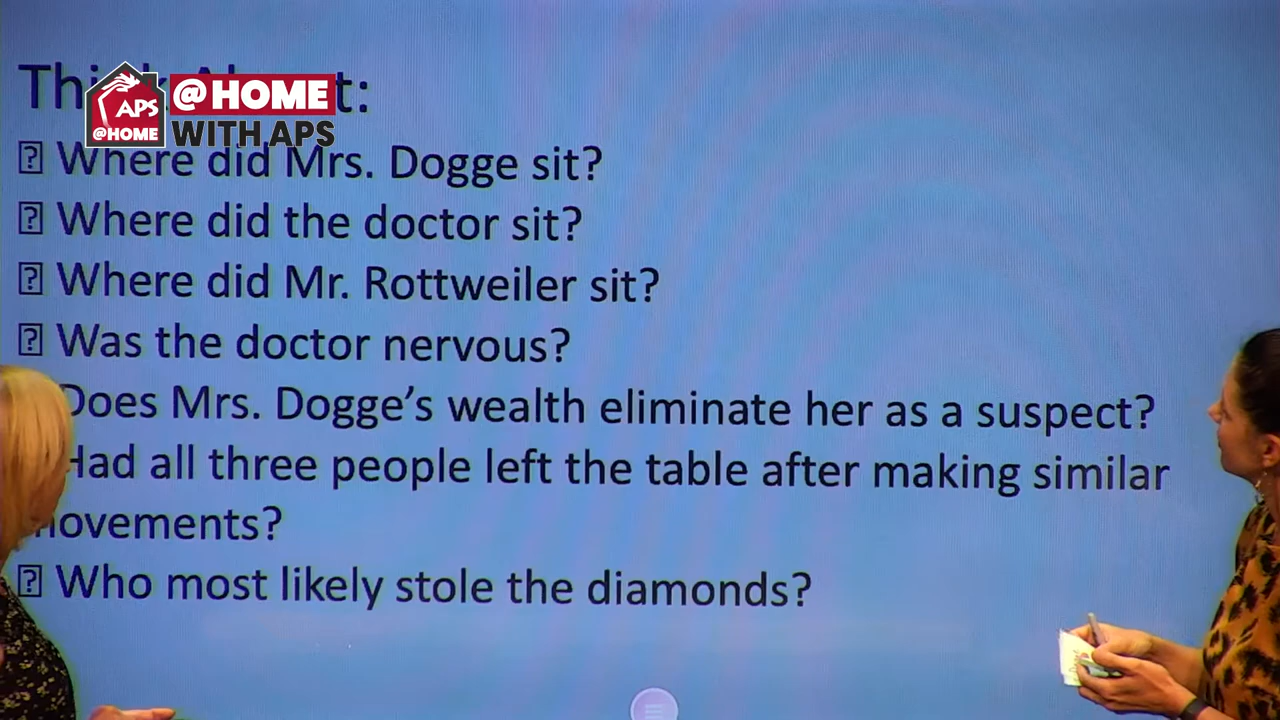 Think About:
APS
@HOME
@HOME
WITH APS
Where did Mrs. Dogge sit?
Where did the doctor sit?
Where did Mr. Rottweiler sit?
Was the doctor nervous?
Does Mrs. Dogge's wealth eliminate her as a suspect?
Had all three people left the table after making similar
movements?
Who most likely stole the diamonds?